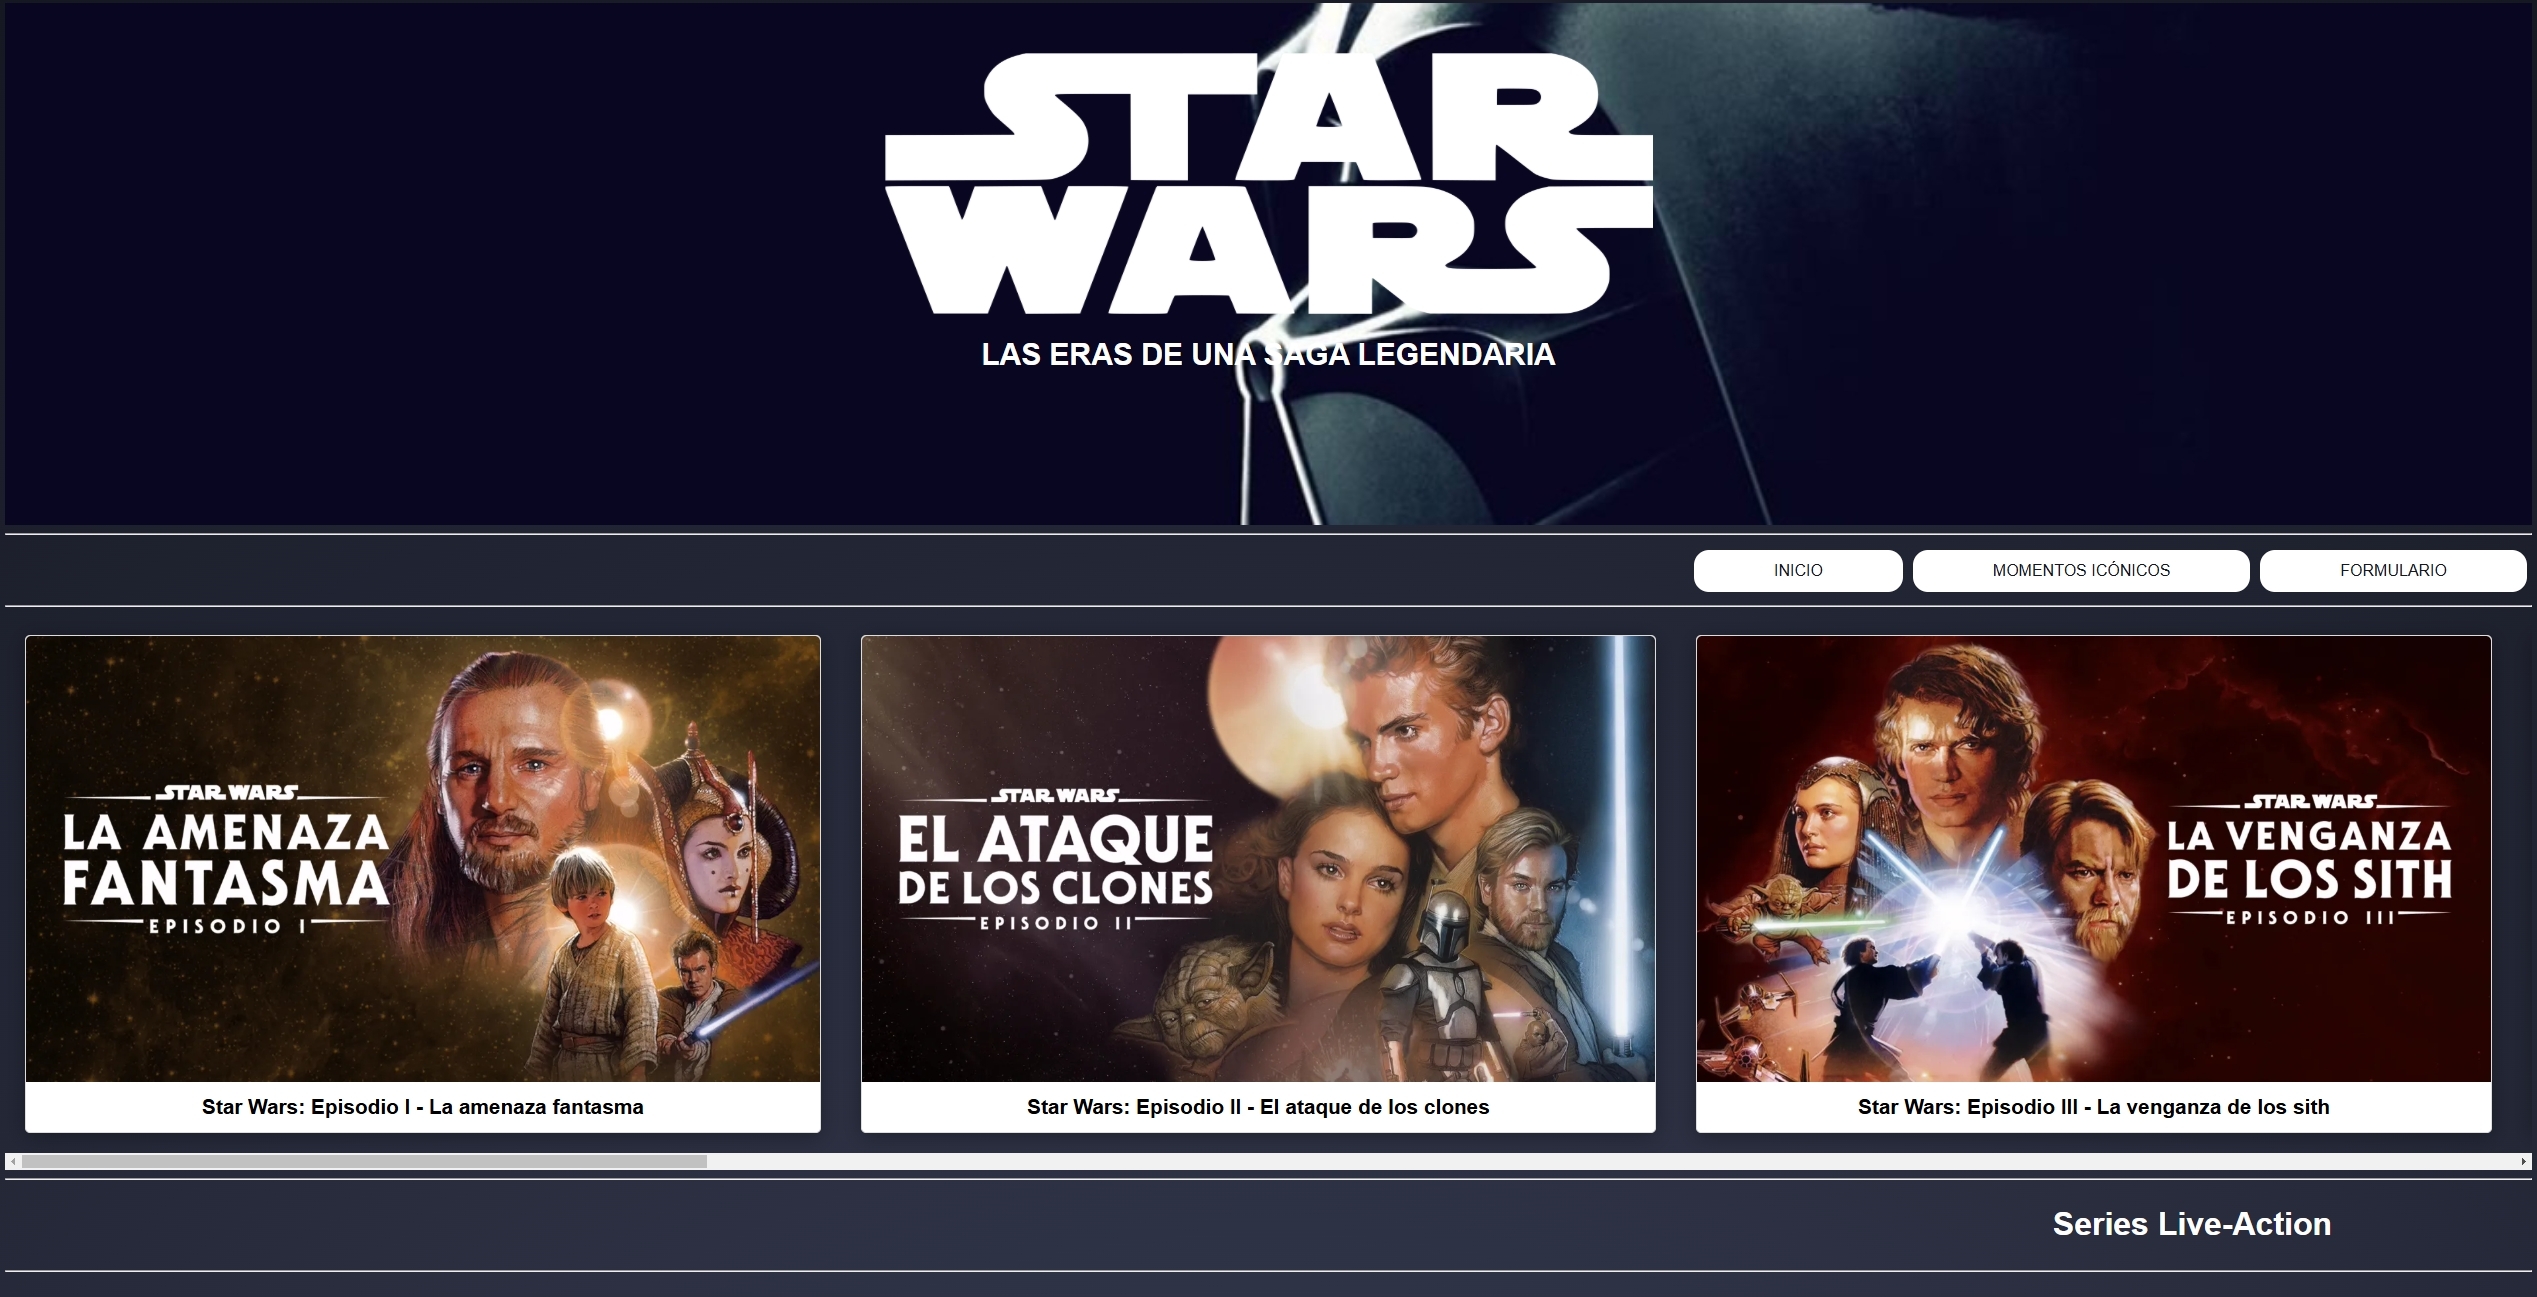 STAR
WARS
LAS ERAS DE UNA SAGA LEGENDARIA
INICIO
MOMENTOS ICÓNICOS
FORMULARIO
STAR WARS
LA AMENAZA
FANTASMA
EPISODIO I
Star Wars: Episodio I - La amenaza fantasma
STAR WARS
EL ATAQUE
DE LOS CLONES
EPISODIO II
Star Wars: Episodio II - El ataque de los clones
STAR WARS
LA VENGANZA
DE LOS SITH
EPISODIO III
Star Wars: Episodio III - La venganza de los sith
Series Live-Action